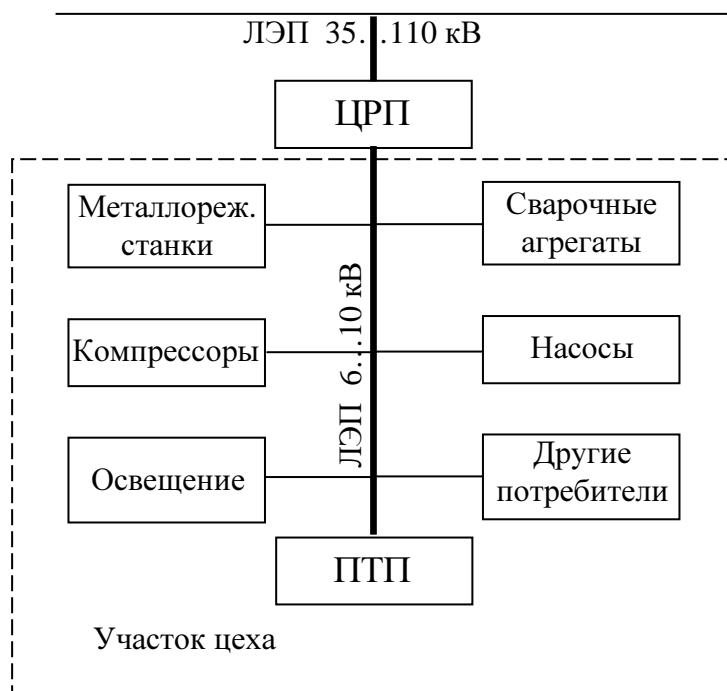 ЛЭП 35...110 кВ
ЦРП
Металлореж.
станки
Сварочные
агрегаты
ЛЭП 6....10 кВ
Компрессоры
Насосы
Освещение
Другие
потребители
ПТП
Участок цеха